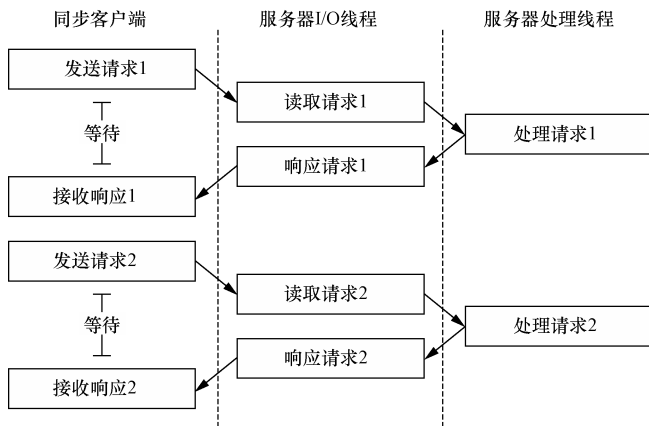 同步客户端 服务器I/O线程 服务器处理线程
发送请求1
读取请求1
处理请求1
等待
响应请求1
接收响应1
发送请求2
读取请求2
处理请求2
等待
响应请求2
接收响应2